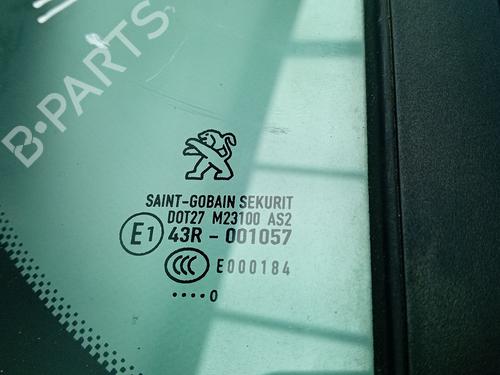 B-PARTS
SAINT-GOBAIN SEKURIT
DOT27 M23100 AS2
E1 43R - 001057
CCC E000184
•••• 0